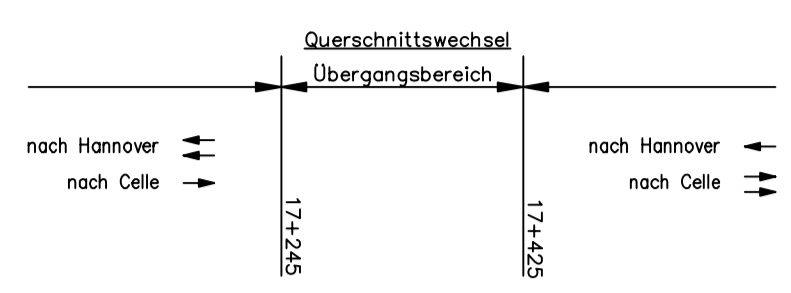 Querschnittswechsel
Übergangsbereich
nach Hannover
nach Celle
17+245
17+425
nach Hannover
nach Celle